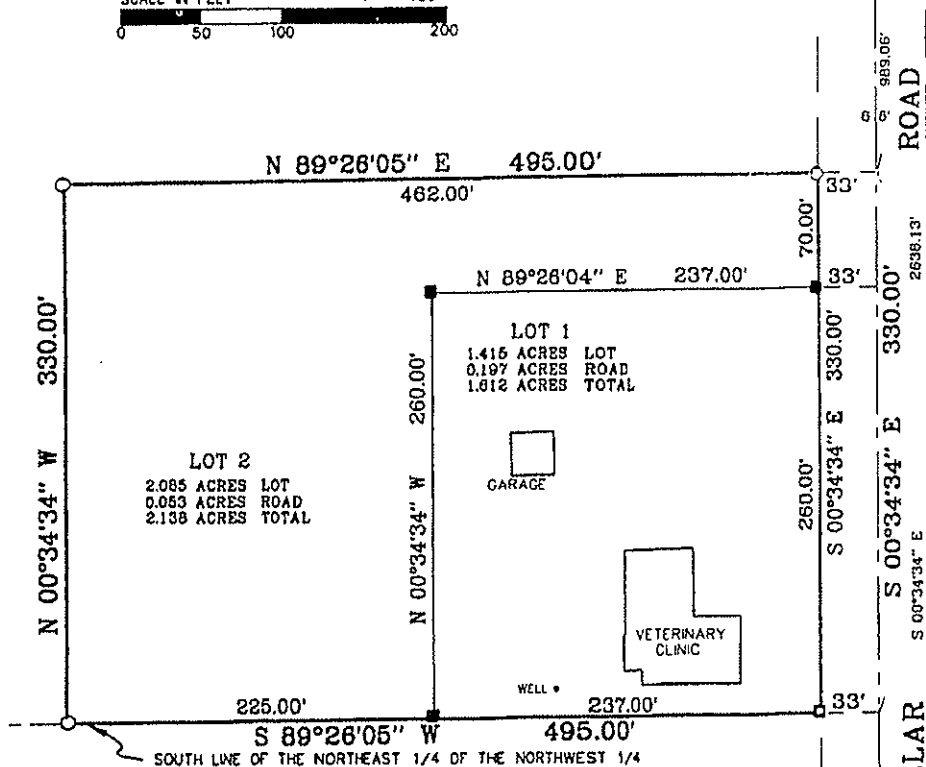 0 50 100 200
989.06'
ROAD
N 89°26'05" E 495.00'
462.00'
33'
70.00'
2638.13'
N 89°26'04" E 237.00'
33'
330.00'
LOT 1
1.415 ACRES LOT
0.197 ACRES ROAD
1.612 ACRES TOTAL
330.00'
260.00'
330.00'
GARAGE
LOT 2
2.085 ACRES LOT
0.053 ACRES ROAD
2.138 ACRES TOTAL
N 00°34'34" W
N 00°34'34" W
260.00'
S 00°34'34" E
S 00°34'34" E
S 00°34'34" E
VETERINARY
CLINIC
WELL
225.00' 237.00' 33'
S 89°26'05" W 495.00'
SOUTH LINE OF THE NORTHEAST 1/4 OF THE NORTHWEST 1/4